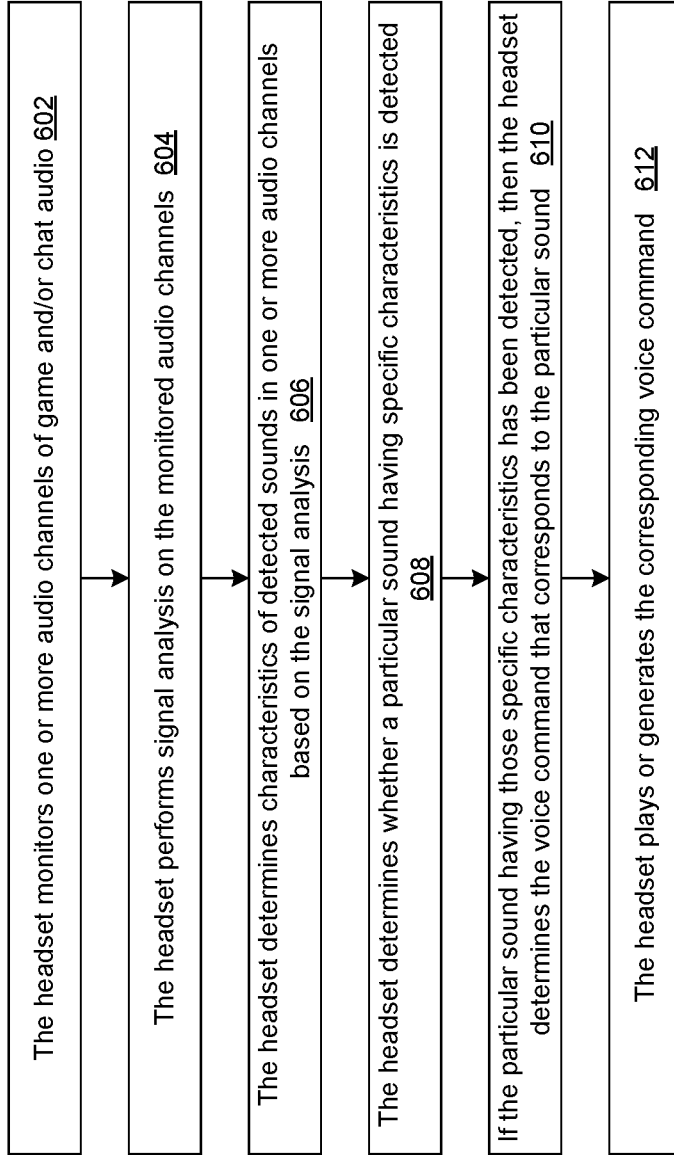 The headset monitors one or more audio channels of game and/or chat audio 602
The headset performs signal analysis on the monitored audio channels 604
The headset determines characteristics of detected sounds in one or more audio channels
based on the signal analysis 606
The headset determines whether a particular sound having specific characteristics is detected
608
If the particular sound having those specific characteristics has been detected, then the headset
determines the voice command that corresponds to the particular sound 610
The headset plays or generates the corresponding voice command 612